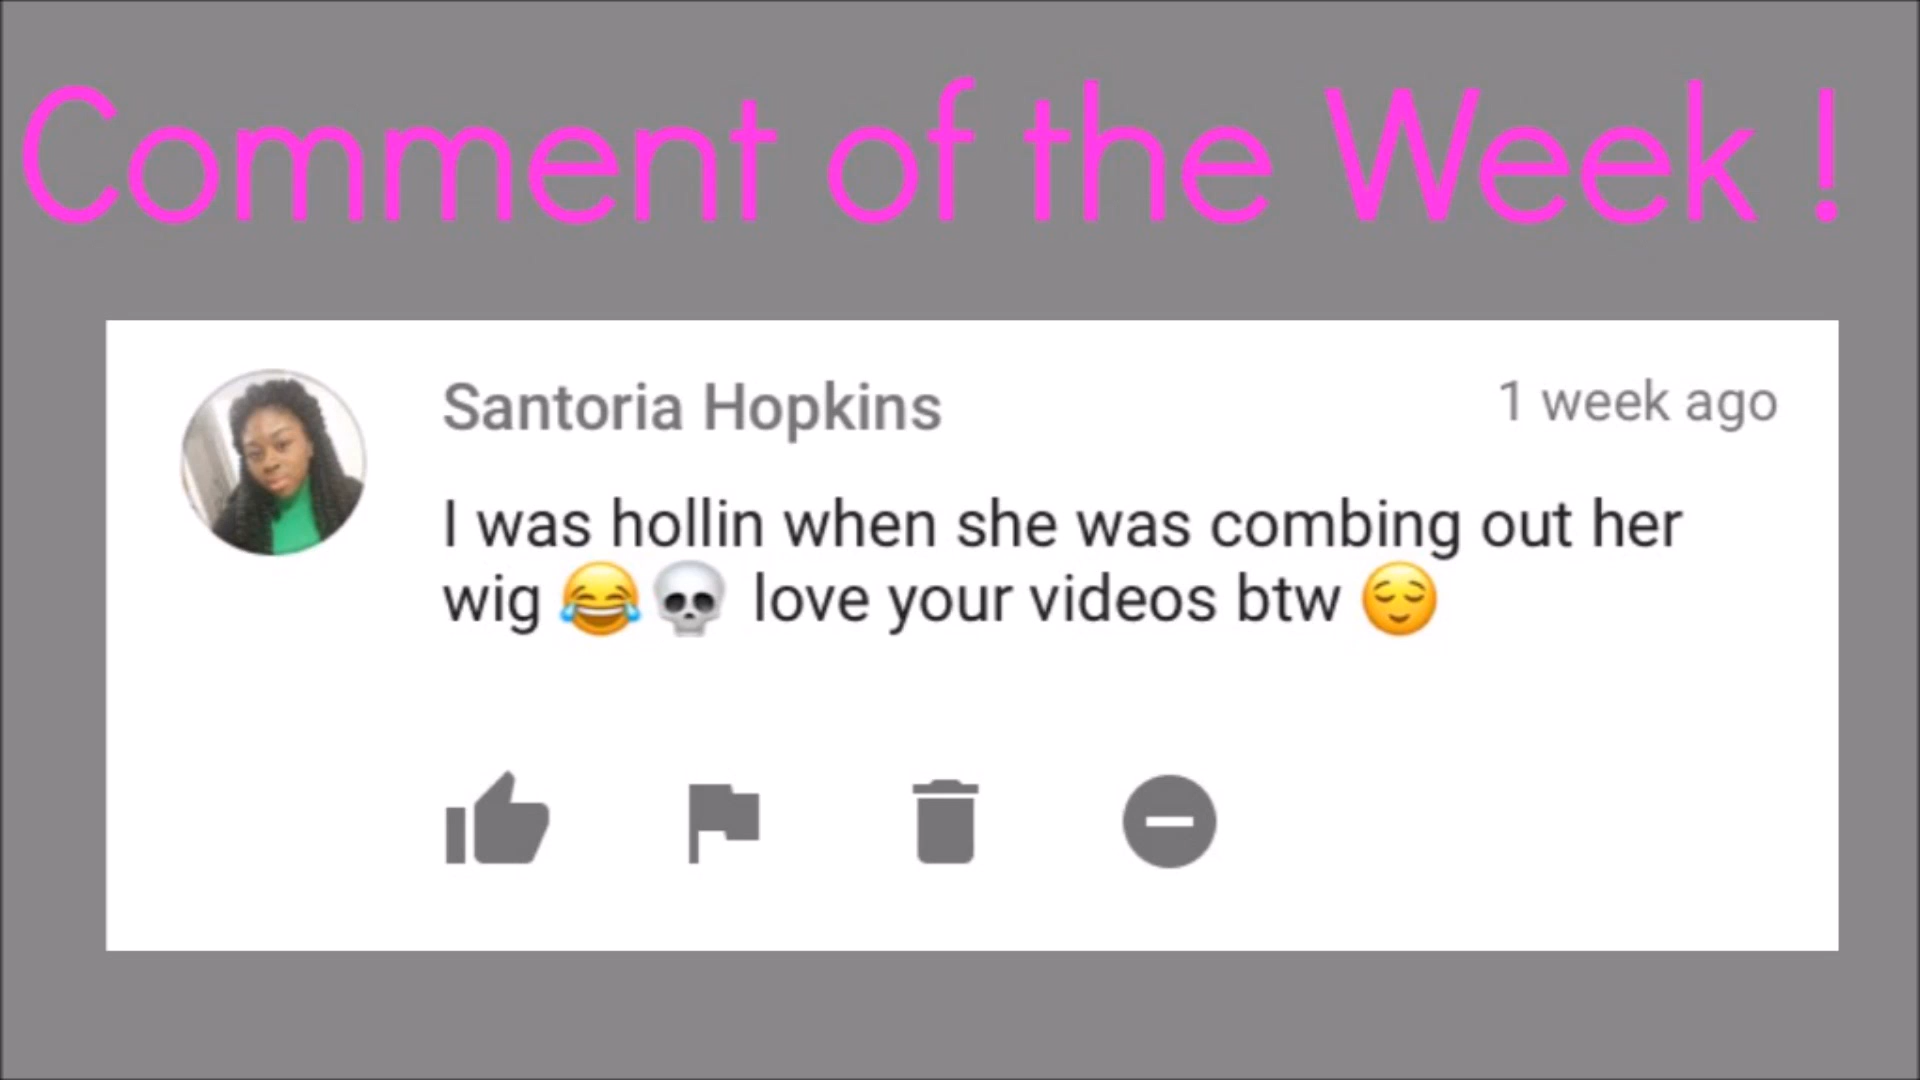 Comment of the Week !
Santoria Hopkins
1 week ago
I was hollin when she was combing out her
wig 😂💀 love your videos btw 😌